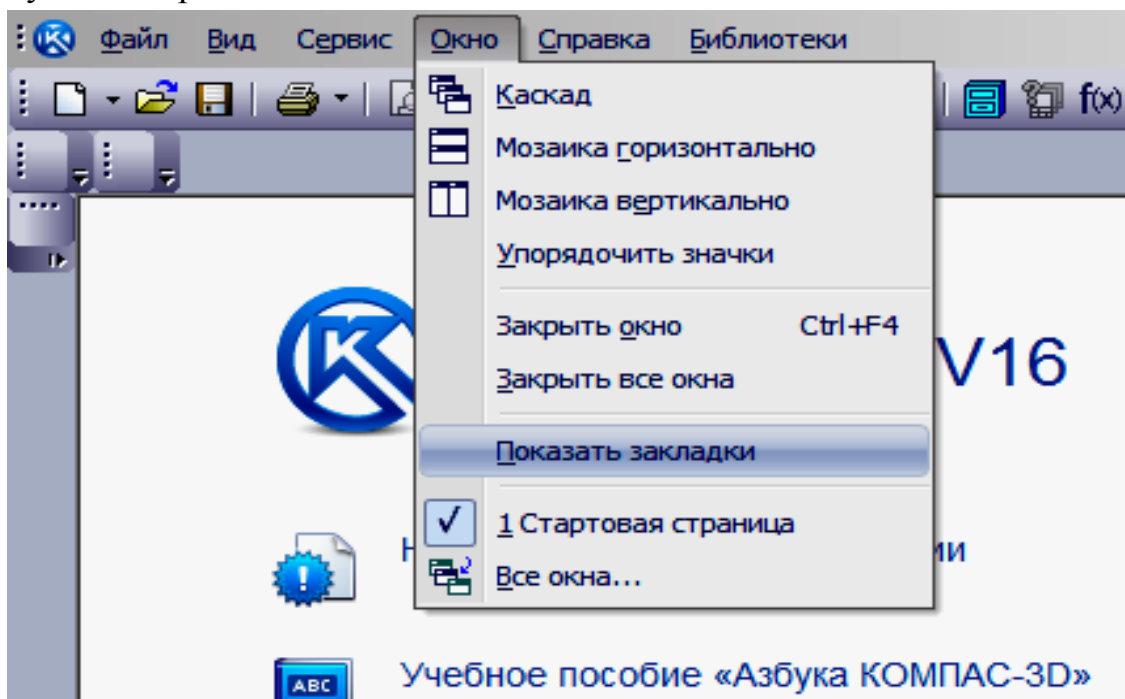 Файл Вид Сервис Окно Справка Библиотеки
f(x)
Каскад
Мозаика горизонтально
Мозаика вертикально
Упорядочить значки
Закрыть окно Ctrl+F4
Закрыть все окна
V16
Показать закладки
1 Стартовая страница
Все окна...
ABC
Учебное пособие «Азбука КОМПАС-3D»